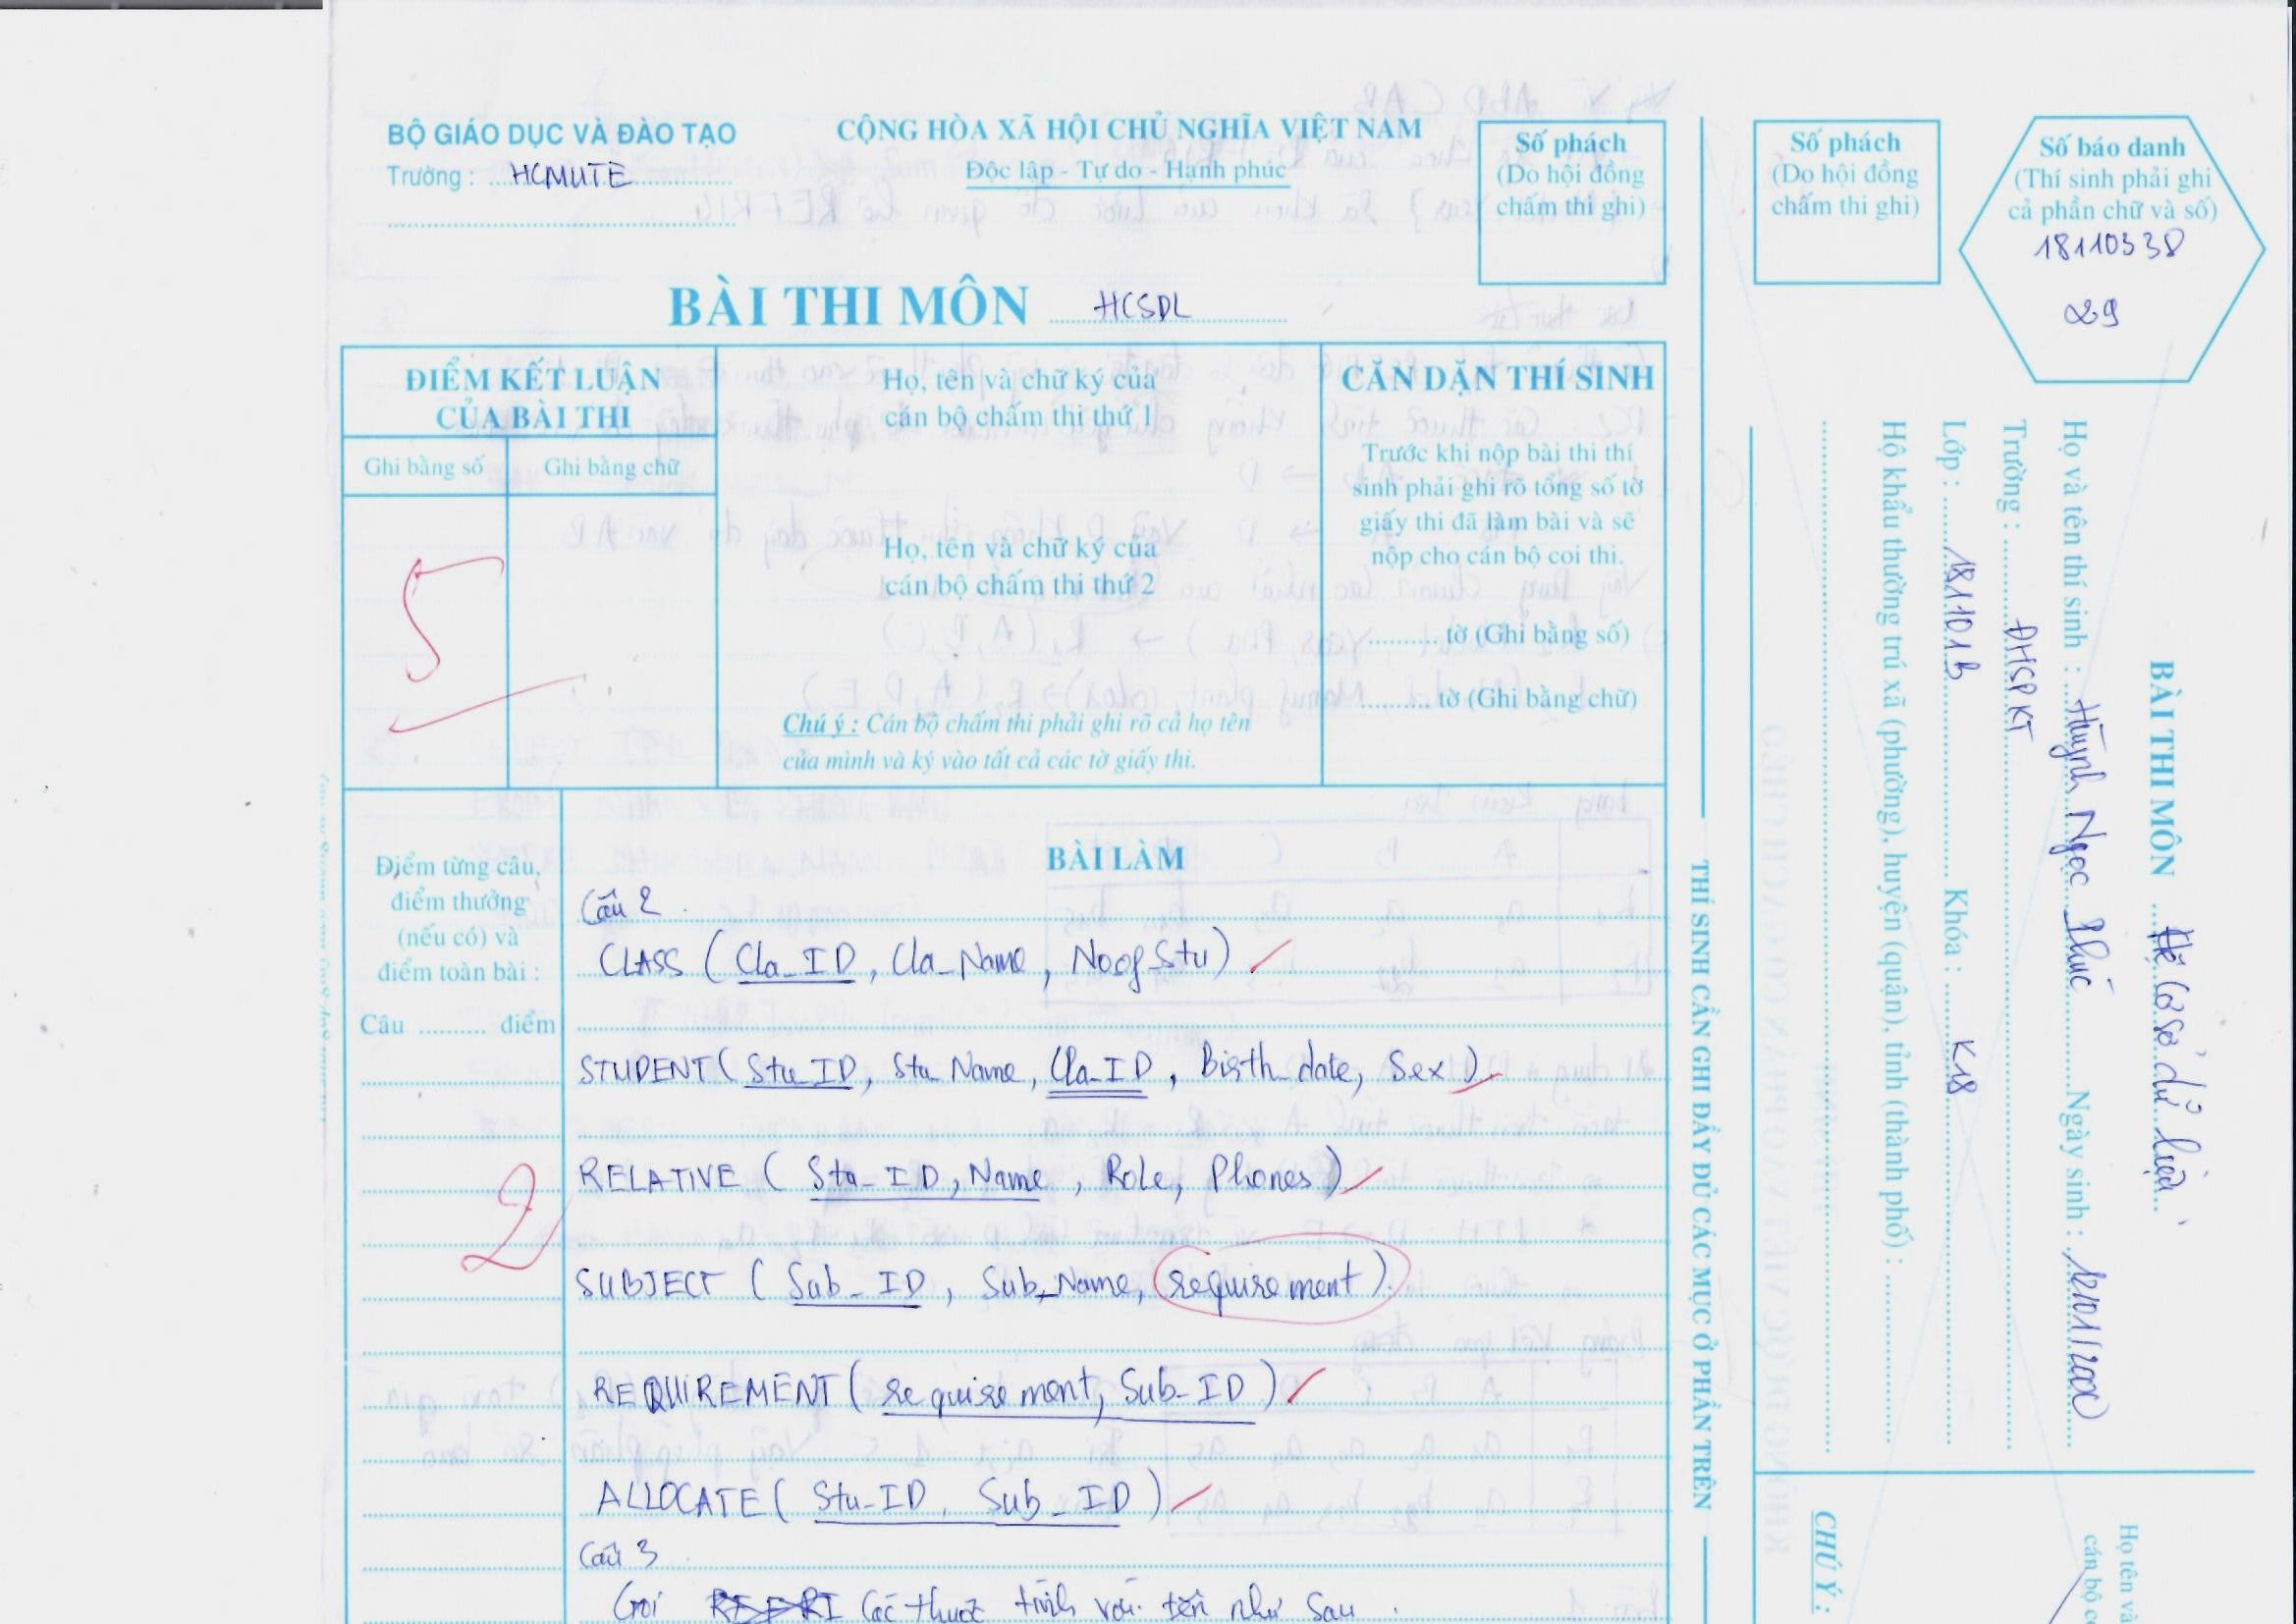 BỘ GIÁO DỤC VÀ ĐÀO TẠO
Trường : HCMUTE
CỘNG HÒA XÃ HỘI CHỦ NGHĨA VIỆT NAM
Độc lập - Tự do - Hạnh phúc
Số phách
(Do hội đồng
chấm thi ghi)
BÀI THI MÔN HCSDL
ĐIỂM KẾT LUẬN
CỦA BÀI THI
Ghi bằng số
Ghi bằng chữ
5
Họ, tên và chữ ký của
cán bộ chấm thi thứ 1
Họ, tên và chữ ký của
cán bộ chấm thi thứ 2
Chú ý : Cán bộ chấm thi phải ghi rõ cả họ tên
của mình và ký vào tất cả các tờ giấy thi.
CĂN DẶN THÍ SINH
Trước khi nộp bài thi thí
sinh phải ghi rõ tổng số tờ
giấy thi đã làm bài và sẽ
nộp cho cán bộ coi thi.
........... tờ (Ghi bằng số)
........... tờ (Ghi bằng chữ)
Điểm từng câu,
điểm thưởng
(nếu có) và
điểm toàn bài :
Câu .......... điểm
2
BÀI LÀM
Câu 2
CLASS ( Cla_ID, Cla_Name, Noof_Stu)
STUDENT( Stu_ID, Stu_Name, Cla_ID, Birth_date, Sex )
RELATIVE ( Stu_ID, Name, Role, Phones)
SUBJECT ( Sub_ID, Sub_Name, requirement)
REQUIREMENT( requirement, Sub_ID )
ALLOCATE( Stu_ID, Sub_ID )
Câu 3
Gọi các thuộc tính với tên như sau :
THÍ SINH CẦN GHI ĐẦY ĐỦ CÁC MỤC Ở PHẦN TRÊN
Số phách
(Do hội đồng
chấm thi ghi)
Số báo danh
(Thí sinh phải ghi
cả phần chữ và số)
18110338
29
BÀI THI MÔN Hệ cơ sở dữ liệu
Họ và tên thí sinh : Huỳnh Ngọc Phúc Ngày sinh :
Trường : ĐHSPKT
Lớp : 181101B Khóa : K18
Hộ khẩu thường trú xã (phường), huyện (quận), tỉnh (thành phố) :
CHÚ Ý :
Họ tên và
cán bộ